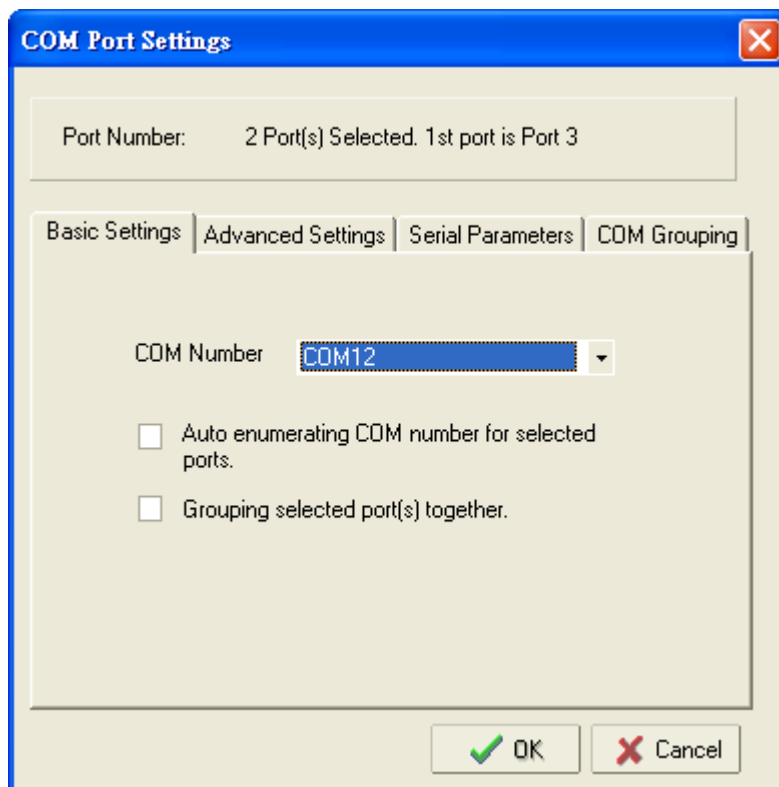 COM Port Settings
Port Number: 2 Port(s) Selected. 1st port is Port 3
Basic Settings Advanced Settings Serial Parameters COM Grouping
COM Number COM12
Auto enumerating COM number for selected
ports.
Grouping selected port(s) together.
OK Cancel